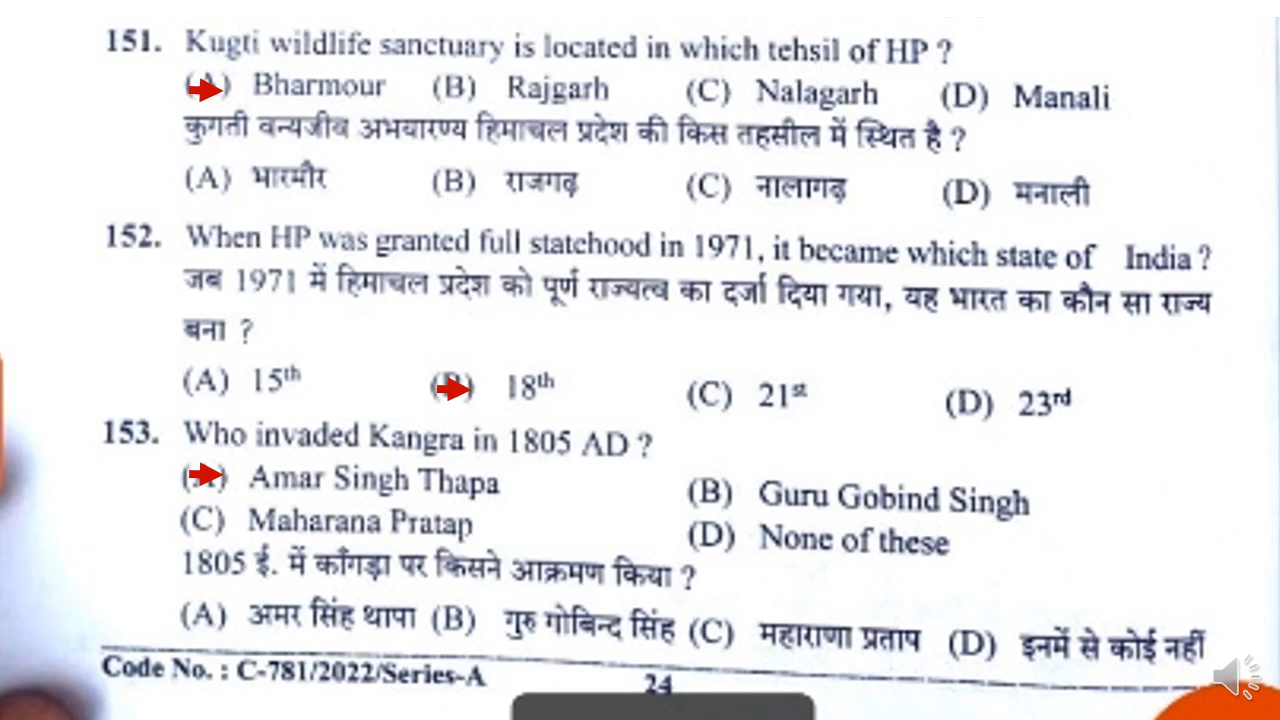 151. Kugti wildlife sanctuary is located in which tehsil of HP ?
(A) Bharmour (B) Rajgarh (C) Nalagarh (D) Manali
कुगती वन्यजीव अभयारण्य हिमाचल प्रदेश की किस तहसील में स्थित है ?
(A) भारमौर (B) राजगढ़ (C) नालागढ़ (D) मनाली
152. When HP was granted full statehood in 1971, it became which state of India ?
जब 1971 में हिमाचल प्रदेश को पूर्ण राज्यत्व का दर्जा दिया गया, यह भारत का कौन सा राज्य
बना ?
(A) 15th (B) 18th (C) 21st (D) 23rd
153. Who invaded Kangra in 1805 AD ?
(A) Amar Singh Thapa (B) Guru Gobind Singh
(C) Maharana Pratap (D) None of these
1805 ई. में काँगड़ा पर किसने आक्रमण किया ?
(A) अमर सिंह थापा (B) गुरु गोबिन्द सिंह (C) महाराणा प्रताप (D) इनमें से कोई नहीं
Code No. : C-781/2022/Series-A 24